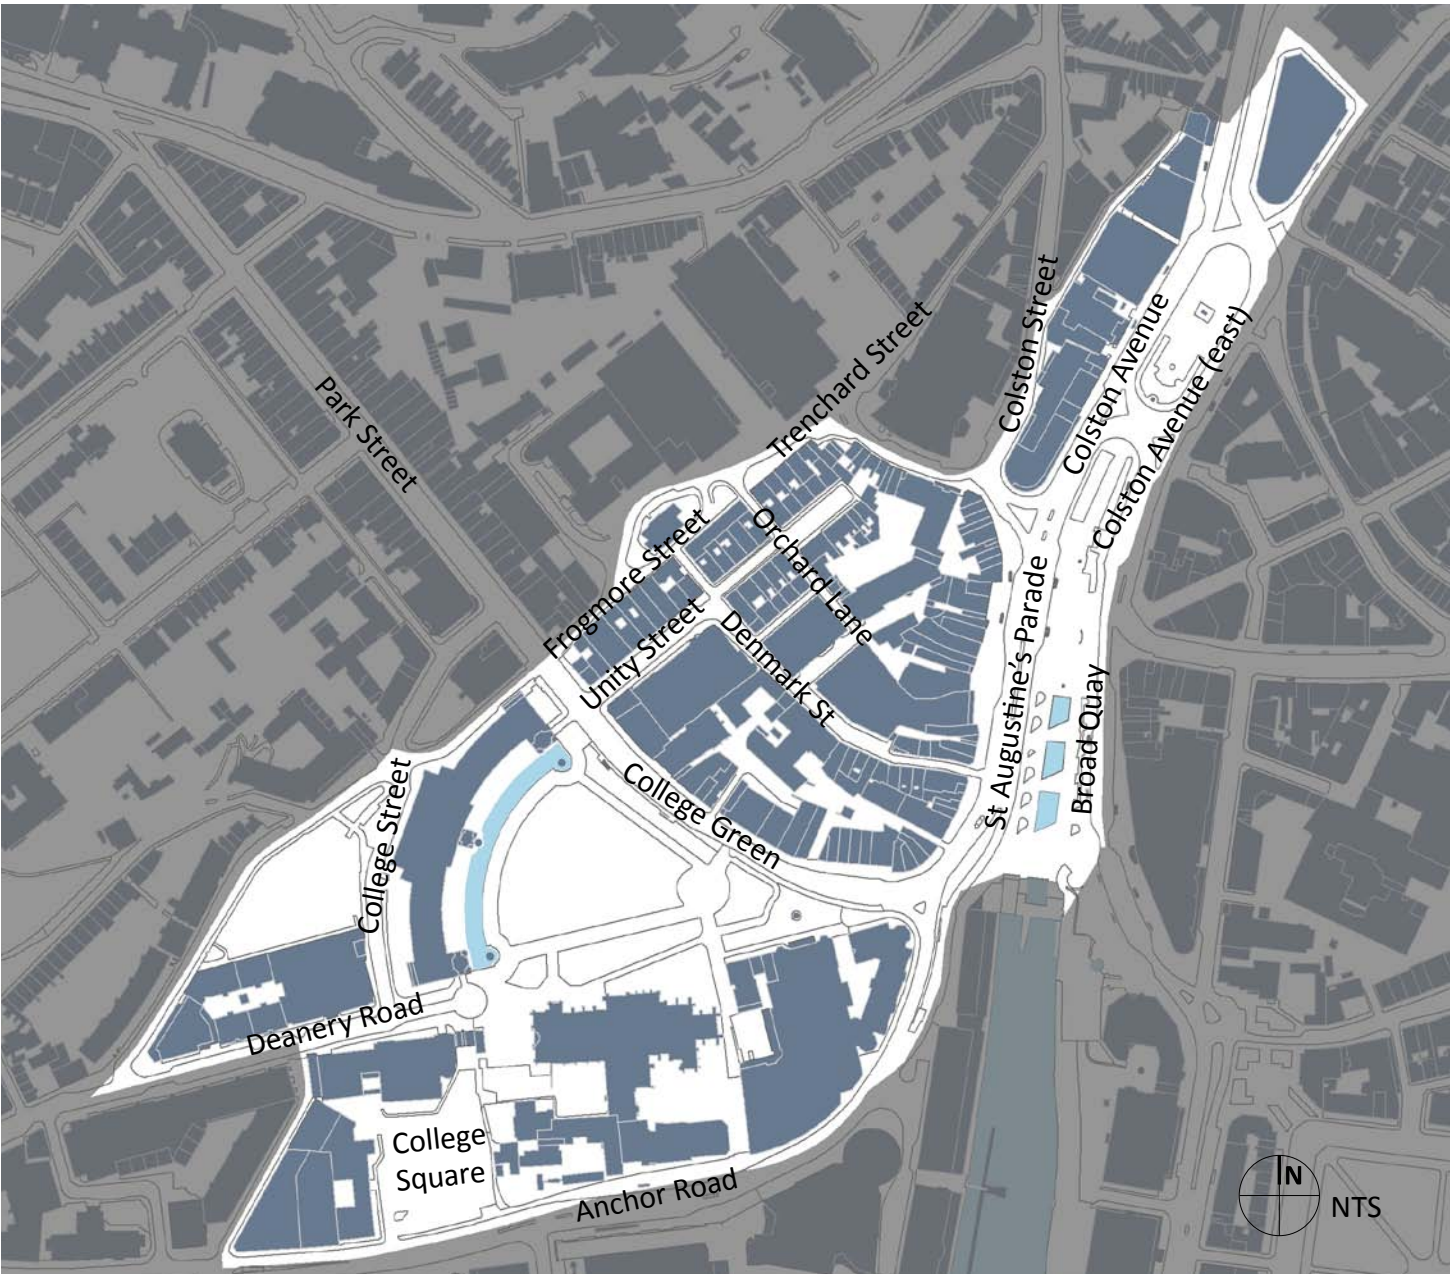 Colston Street
Trenchard Street
Colston Avenue
Colston Avenue (east)
Park Street
Frogmore Street
Orchard Lane
Unity Street
Denmark St
St Augustine's Parade
Broad Quay
College Street
College Green
Deanery Road
College
Square
Anchor Road
N
NTS